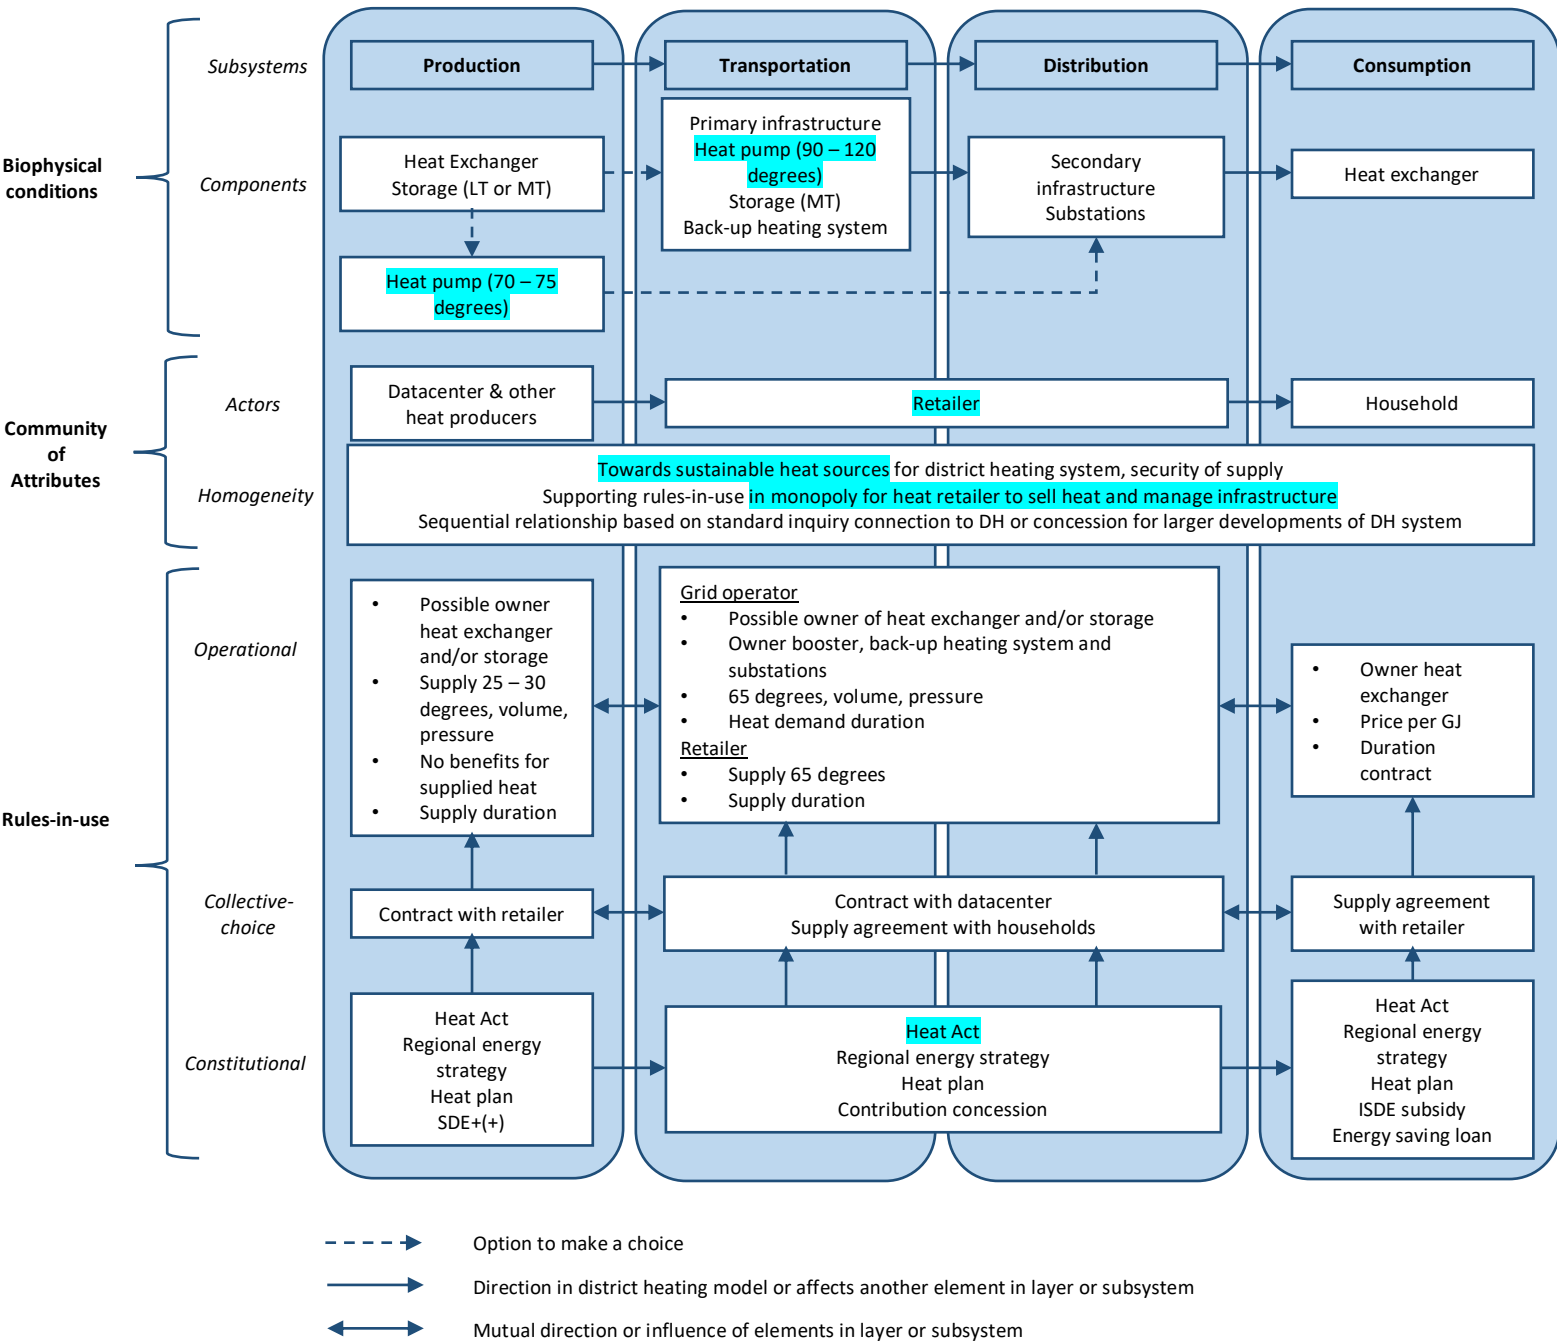 Subsystems
Production
Transportation
Distribution
Consumption
Biophysical
conditions
Components
Heat Exchanger
Storage (LT or MT)
Primary infrastructure
Heat pump (90 – 120
degrees)
Storage (MT)
Back-up heating system
Secondary
infrastructure
Substations
Heat exchanger
Heat pump (70 – 75
degrees)
Community
of
Attributes
Actors
Datacenter & other
heat producers
Retailer
Household
Homogeneity
Towards sustainable heat sources for district heating system, security of supply
Supporting rules-in-use in monopoly for heat retailer to sell heat and manage infrastructure
Sequential relationship based on standard inquiry connection to DH or concession for larger developments of DH system
Rules-in-use
Operational
• Possible owner
heat exchanger
and/or storage
• Supply 25 – 30
degrees, volume,
pressure
• No benefits for
supplied heat
• Supply duration
Grid operator
• Possible owner of heat exchanger and/or storage
• Owner booster, back-up heating system and
substations
• 65 degrees, volume, pressure
• Heat demand duration
Retailer
• Supply 65 degrees
• Supply duration
• Owner heat
exchanger
• Price per GJ
• Duration
contract
Collective-
choice
Contract with retailer
Contract with datacenter
Supply agreement with households
Supply agreement
with retailer
Constitutional
Heat Act
Regional energy
strategy
Heat plan
SDE+(+)
Heat Act
Regional energy strategy
Heat plan
Contribution concession
Heat Act
Regional energy
strategy
Heat plan
ISDE subsidy
Energy saving loan
Option to make a choice
Direction in district heating model or affects another element in layer or subsystem
Mutual direction or influence of elements in layer or subsystem